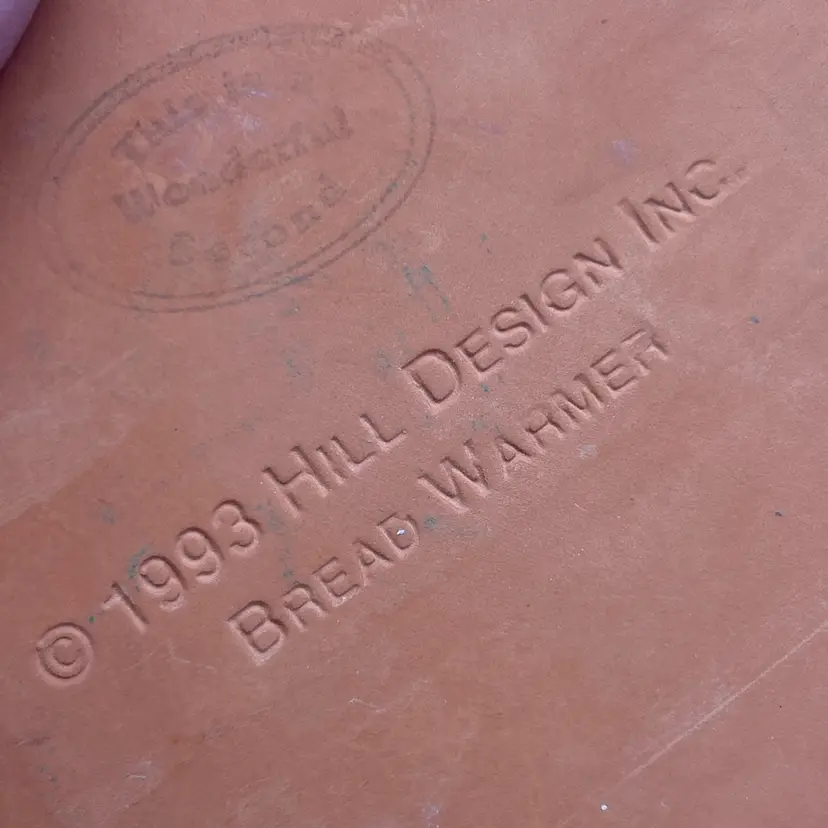 This is a
Wonderful
Second
© 1993 HILL DESIGN INC.
BREAD WARMER